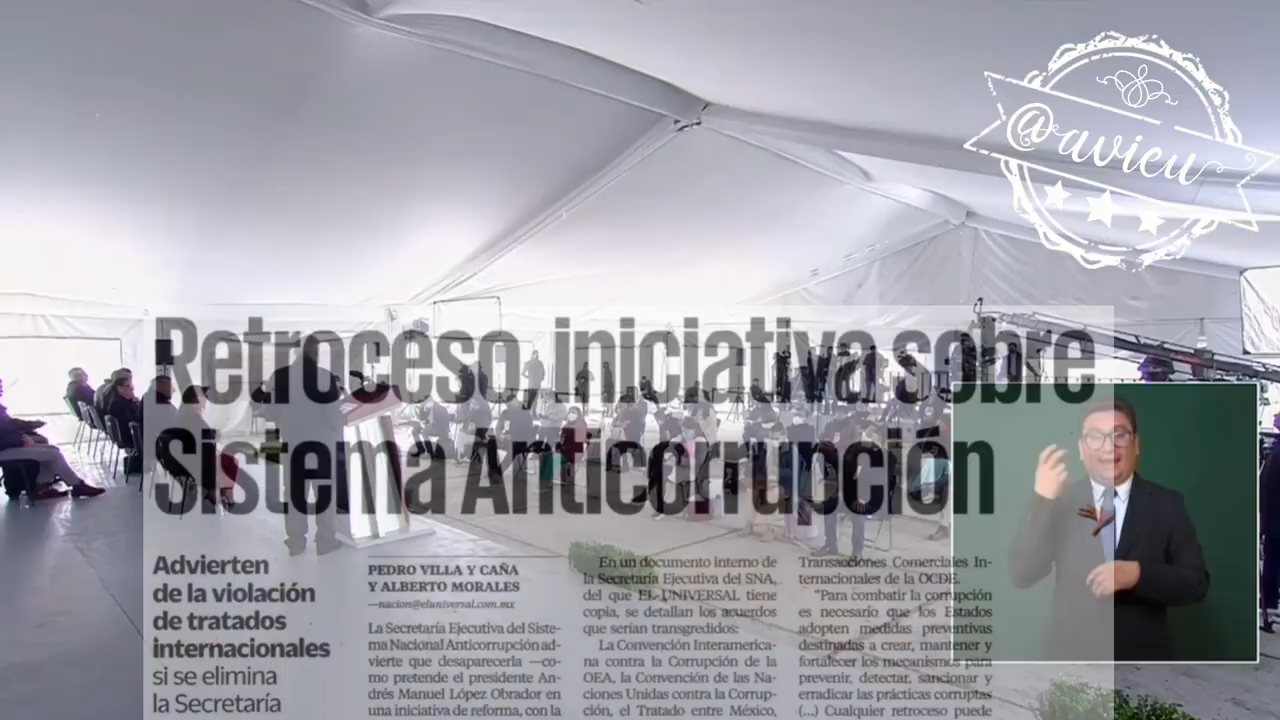 @avieu
Retroceso, iniciativa sobre
Sistema Anticorrupción
Advierten
de la violación
de tratados
internacionales
si se elimina
la Secretaría
PEDRO VILLA Y CAÑA
Y ALBERTO MORALES
—nacion@eluniversal.com.mx
La Secretaría Ejecutiva del Siste-
ma Nacional Anticorrupción ad-
vierte que desaparecerla —co-
mo pretende el presidente An-
drés Manuel López Obrador en
una iniciativa de reforma, con la
En un documento interno de
la Secretaría Ejecutiva del SNA,
del que EL UNIVERSAL tiene
copia, se detallan los acuerdos
que serían transgredidos:
La Convención Interamerica-
na contra la Corrupción de la
OEA, la Convención de las Na-
ciones Unidas contra la Corrup-
ción, el Tratado entre México,
Transacciones Comerciales In-
ternacionales de la OCDE.
“Para combatir la corrupción
es necesario que los Estados
adopten medidas preventivas
destinadas a crear, mantener y
fortalecer los mecanismos para
prevenir, detectar, sancionar y
erradicar las prácticas corruptas
(...) Cualquier retroceso puede